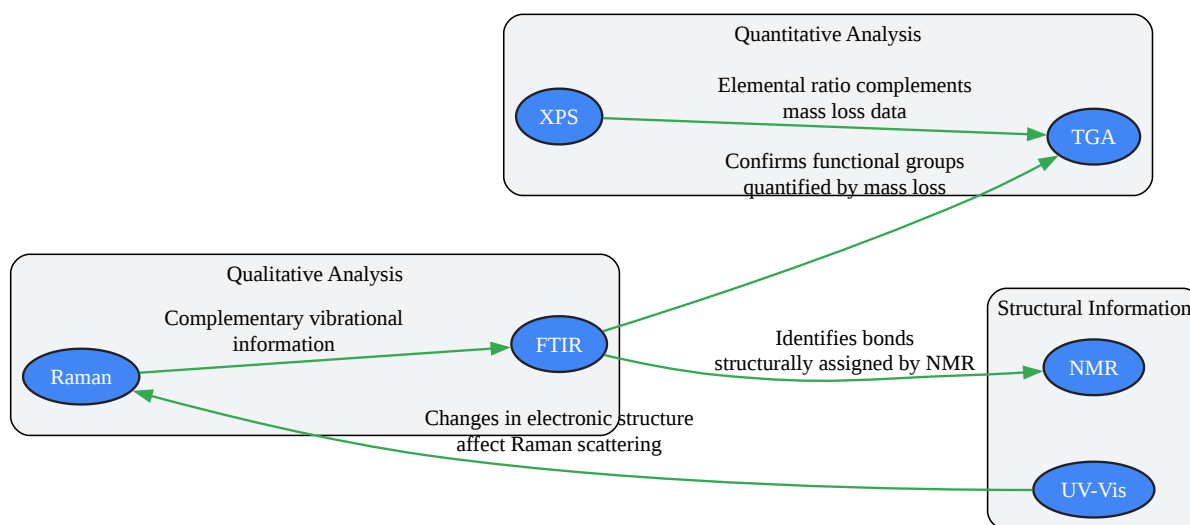 Quantitative Analysis
XPS
Elemental ratio complements
mass loss data
TGA
Confirms functional groups
quantified by mass loss
Qualitative Analysis
Complementary vibrational
information
Raman
FTIR
Structural Information
Identifies bonds
structurally assigned by NMR
NMR
Changes in electronic structure
affect Raman scattering
UV-Vis